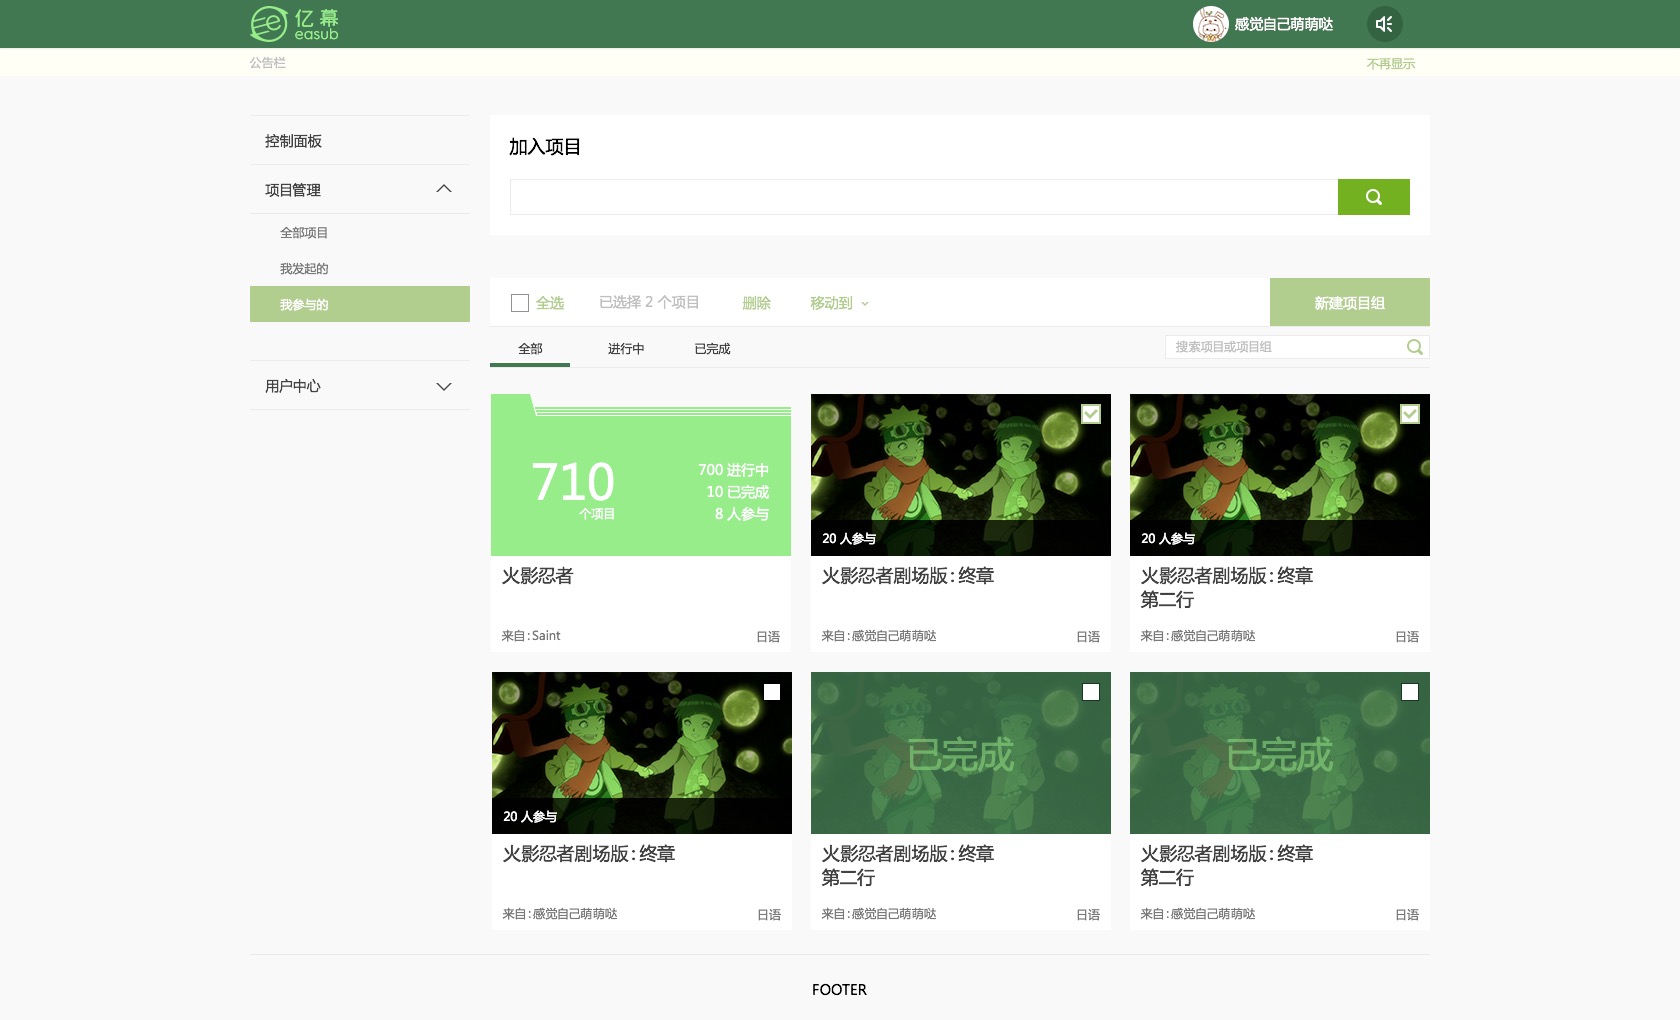 亿幕
easub
感觉自己萌萌哒
公告栏
不再显示
控制面板
项目管理
全部项目
我发起的
我参与的
用户中心
加入项目
全选
已选择 2 个项目
删除
移动到
新建项目组
全部
进行中
已完成
搜索项目或项目组
710
个项目
700 进行中
10 已完成
8 人参与
火影忍者
来自:Saint
日语
20 人参与
火影忍者剧场版:终章
来自:感觉自己萌萌哒
日语
20 人参与
火影忍者剧场版:终章
第二行
来自:感觉自己萌萌哒
日语
20 人参与
火影忍者剧场版:终章
来自:感觉自己萌萌哒
日语
已完成
火影忍者剧场版:终章
第二行
来自:感觉自己萌萌哒
日语
已完成
火影忍者剧场版:终章
第二行
来自:感觉自己萌萌哒
日语
FOOTER